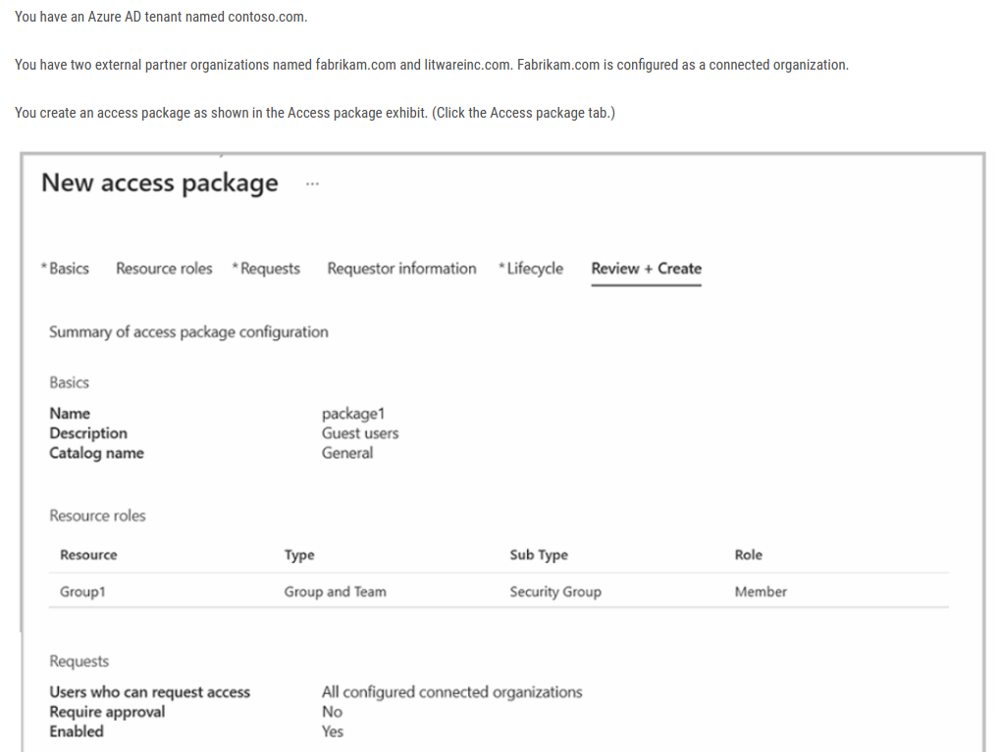 You have an Azure AD tenant named contoso.com.
You have two external partner organizations named fabrikam.com and litwareinc.com. Fabrikam.com is configured as a connected organization.
You create an access package as shown in the Access package exhibit. (Click the Access package tab.)
New access package ...
* Basics Resource roles * Requests Requestor information * Lifecycle Review + Create
Summary of access package configuration
Basics
Name package1
Description Guest users
Catalog name General
Resource roles
Resource Type Sub Type Role
Group1 Group and Team Security Group Member
Requests
Users who can request access All configured connected organizations
Require approval No
Enabled Yes